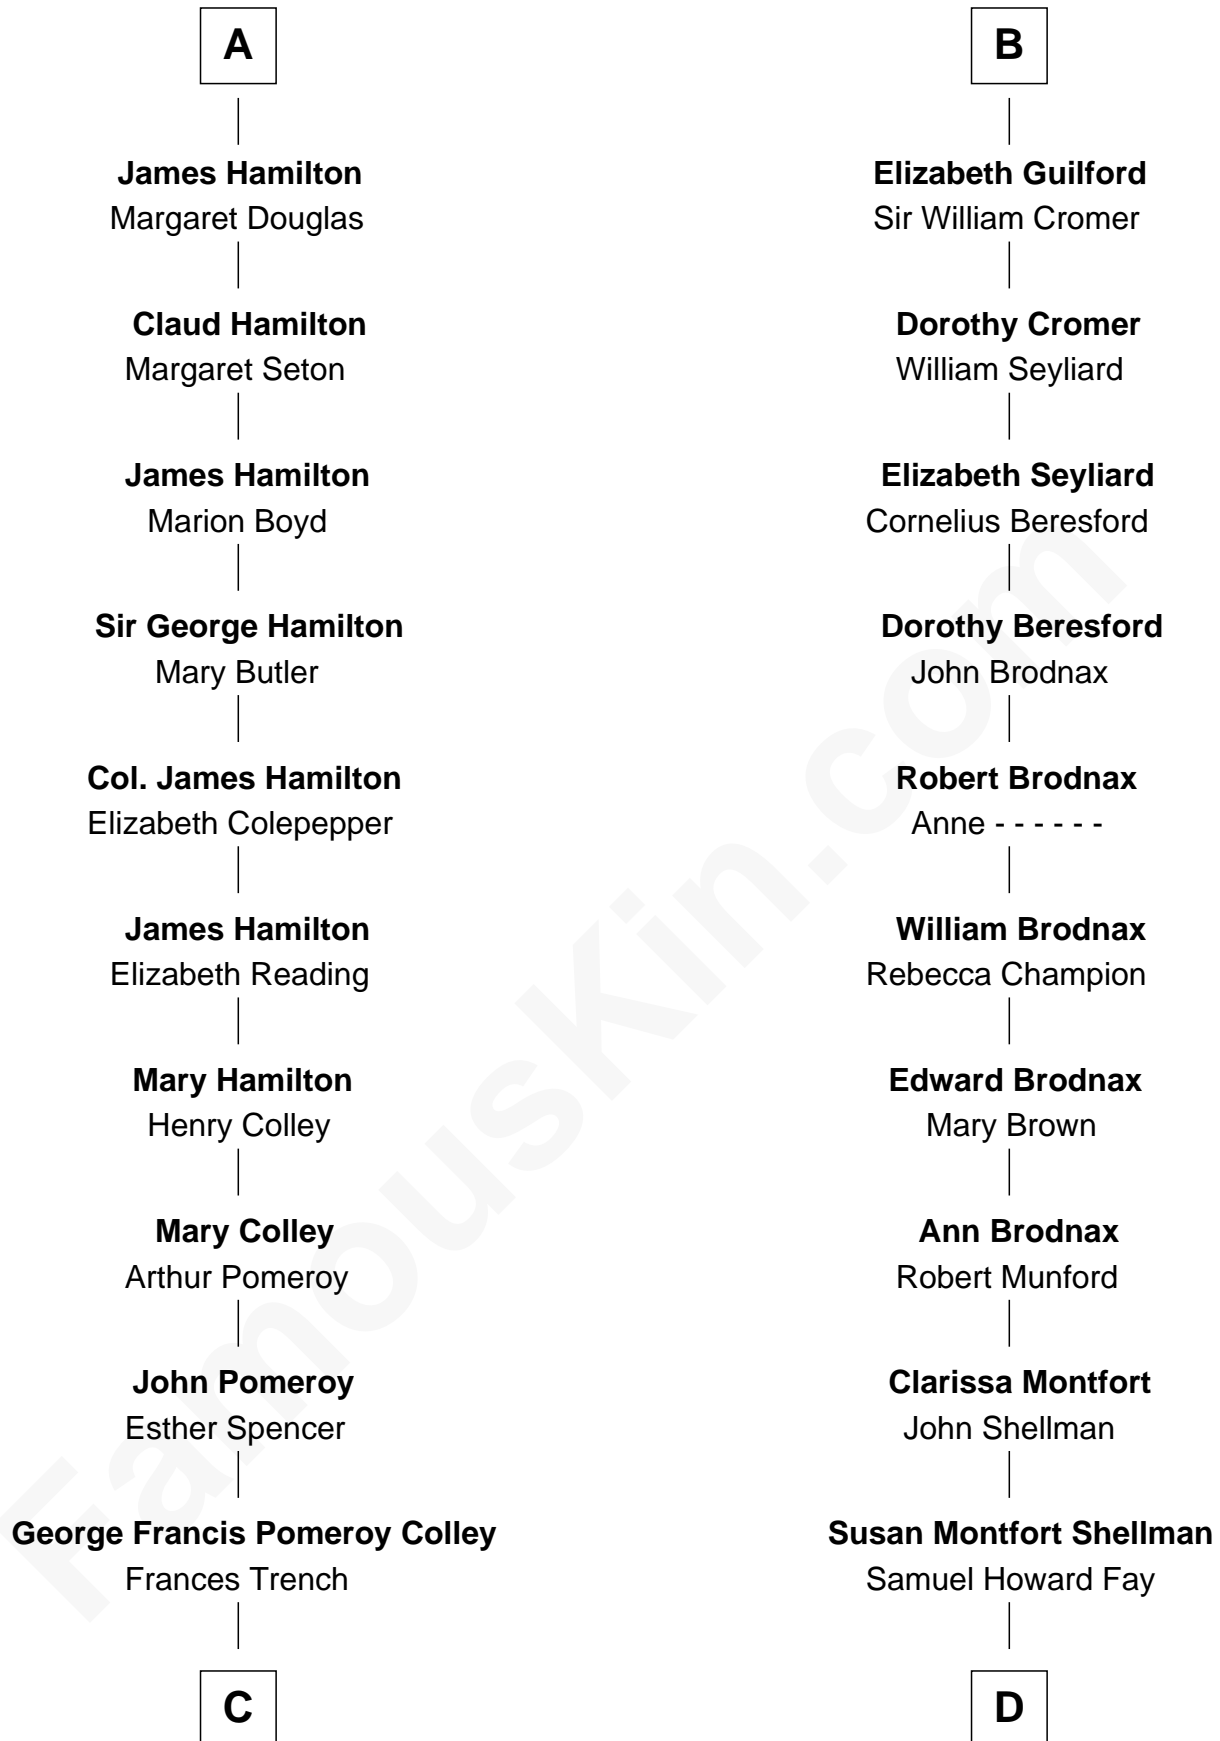 A
James Hamilton
Margaret Douglas
Claud Hamilton
Margaret Seton
James Hamilton
Marion Boyd
Sir George Hamilton
Mary Butler
Col. James Hamilton
Elizabeth Colepepper
James Hamilton
Elizabeth Reading
Mary Hamilton
Henry Colley
Mary Colley
Arthur Pomeroy
John Pomeroy
Esther Spencer
George Francis Pomeroy Colley
Frances Trench
C
B
Elizabeth Guilford
Sir William Cromer
Dorothy Cromer
William Seyliard
Elizabeth Seyliard
Cornelius Beresford
Dorothy Beresford
John Brodnax
Robert Brodnax
Anne - - - - - -
William Brodnax
Rebecca Champion
Edward Brodnax
Mary Brown
Ann Brodnax
Robert Munford
Clarissa Montfort
John Shellman
Susan Montfort Shellman
Samuel Howard Fay
D
FamousKin.com